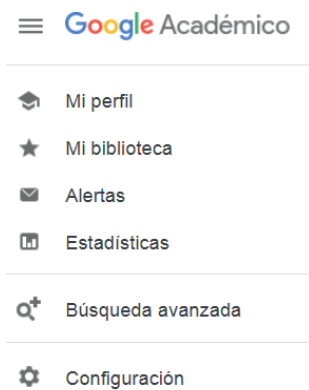 Google Académico
Mi perfil
Mi biblioteca
Alertas
Estadísticas
Búsqueda avanzada
Configuración